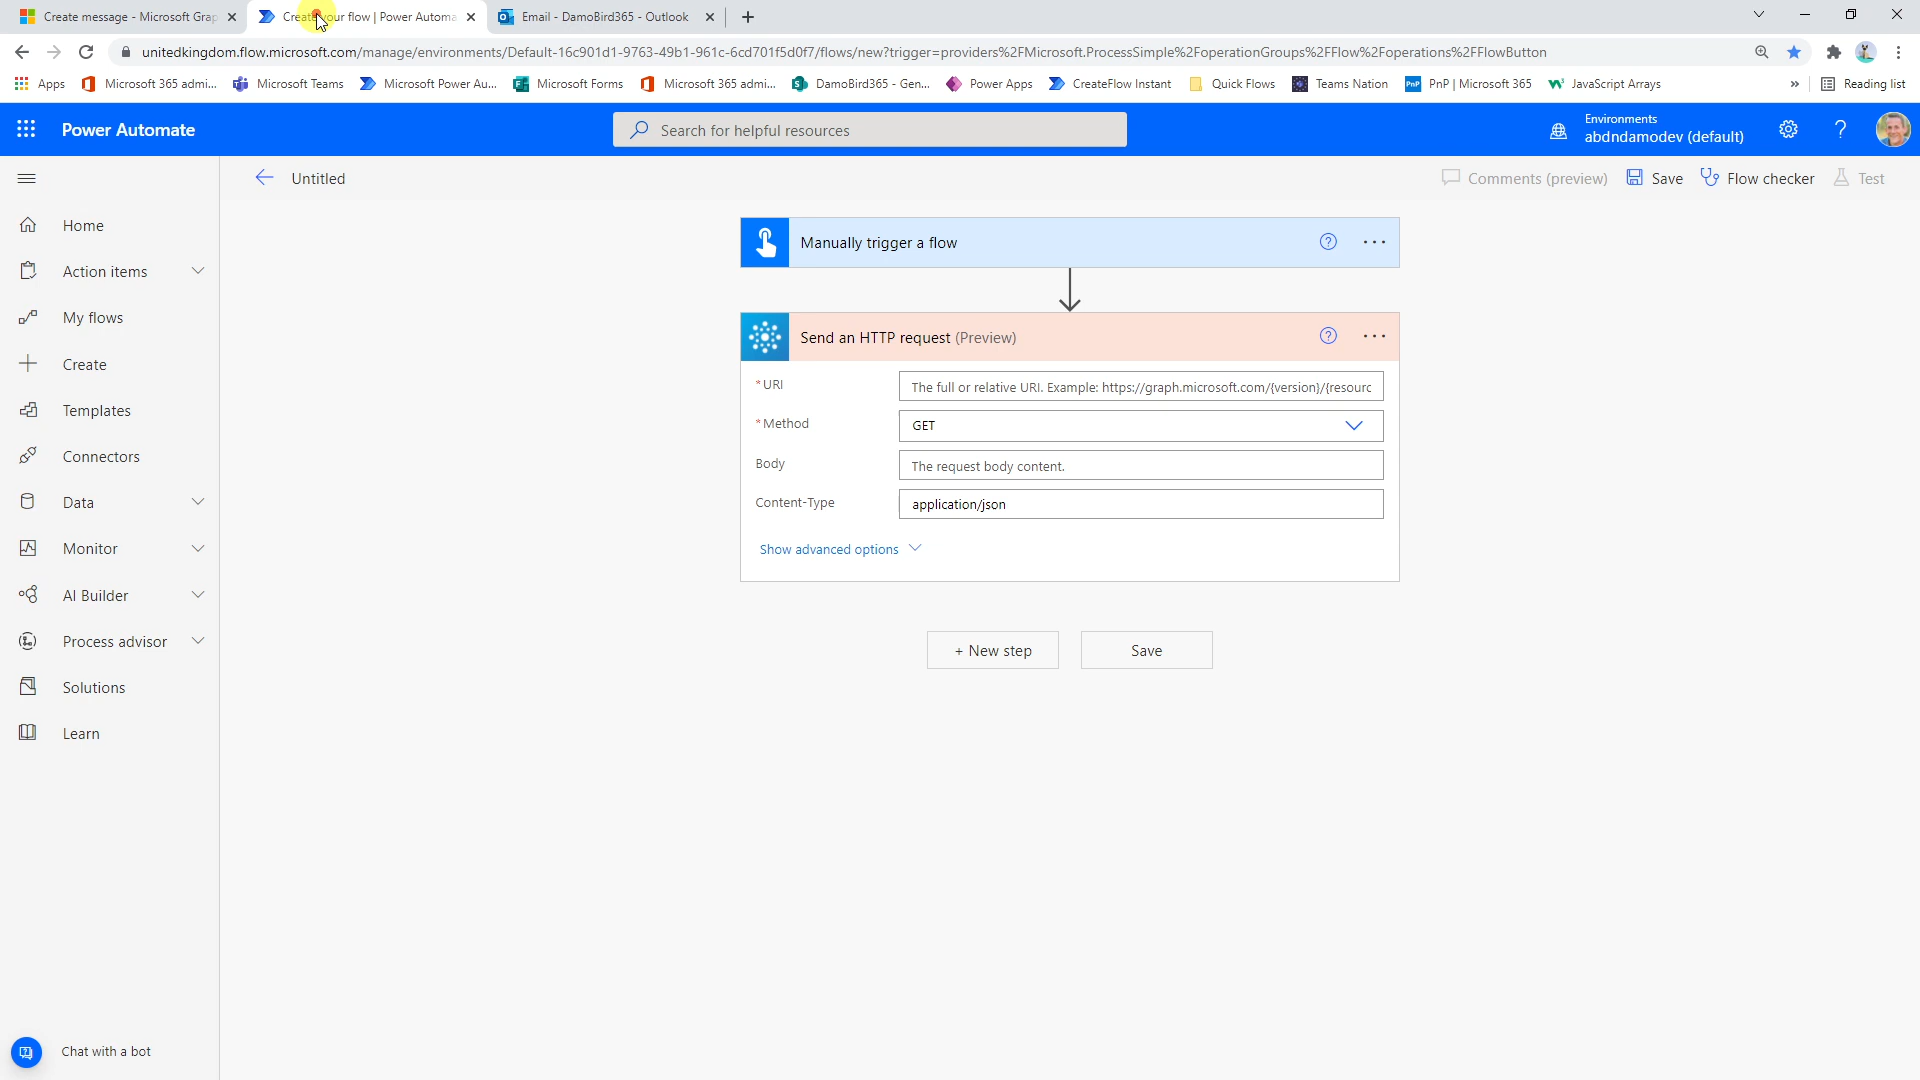 Create message - Microsoft Grap
Create your flow | Power Automa
Email - DamoBird365 - Outlook
unitedkingdom.flow.microsoft.com/manage/environments/Default-16c901d1-9763-49b1-961c-6cd701f5d0f7/flows/new?trigger=providers%2FMicrosoft.ProcessSimple%2FoperationGroups%2FFlow%2Foperations%2FFlowButton
Apps
Microsoft 365 admi...
Microsoft Teams
Microsoft Power Au...
Microsoft Forms
Microsoft 365 admi...
DamoBird365 - Gen...
Power Apps
CreateFlow Instant
Quick Flows
Teams Nation
PnP | Microsoft 365
JavaScript Arrays
»
Reading list
Power Automate
Search for helpful resources
Environments
abdndamodev (default)
?
Untitled
Comments (preview)
Save
Flow checker
Test
Home
Action items
My flows
Create
Templates
Connectors
Data
Monitor
AI Builder
Process advisor
Solutions
Learn
Chat with a bot
Manually trigger a flow
Send an HTTP request (Preview)
* URI
The full or relative URI. Example: https://graph.microsoft.com/{version}/{resourc
* Method
GET
Body
The request body content.
Content-Type
application/json
Show advanced options
+ New step
Save